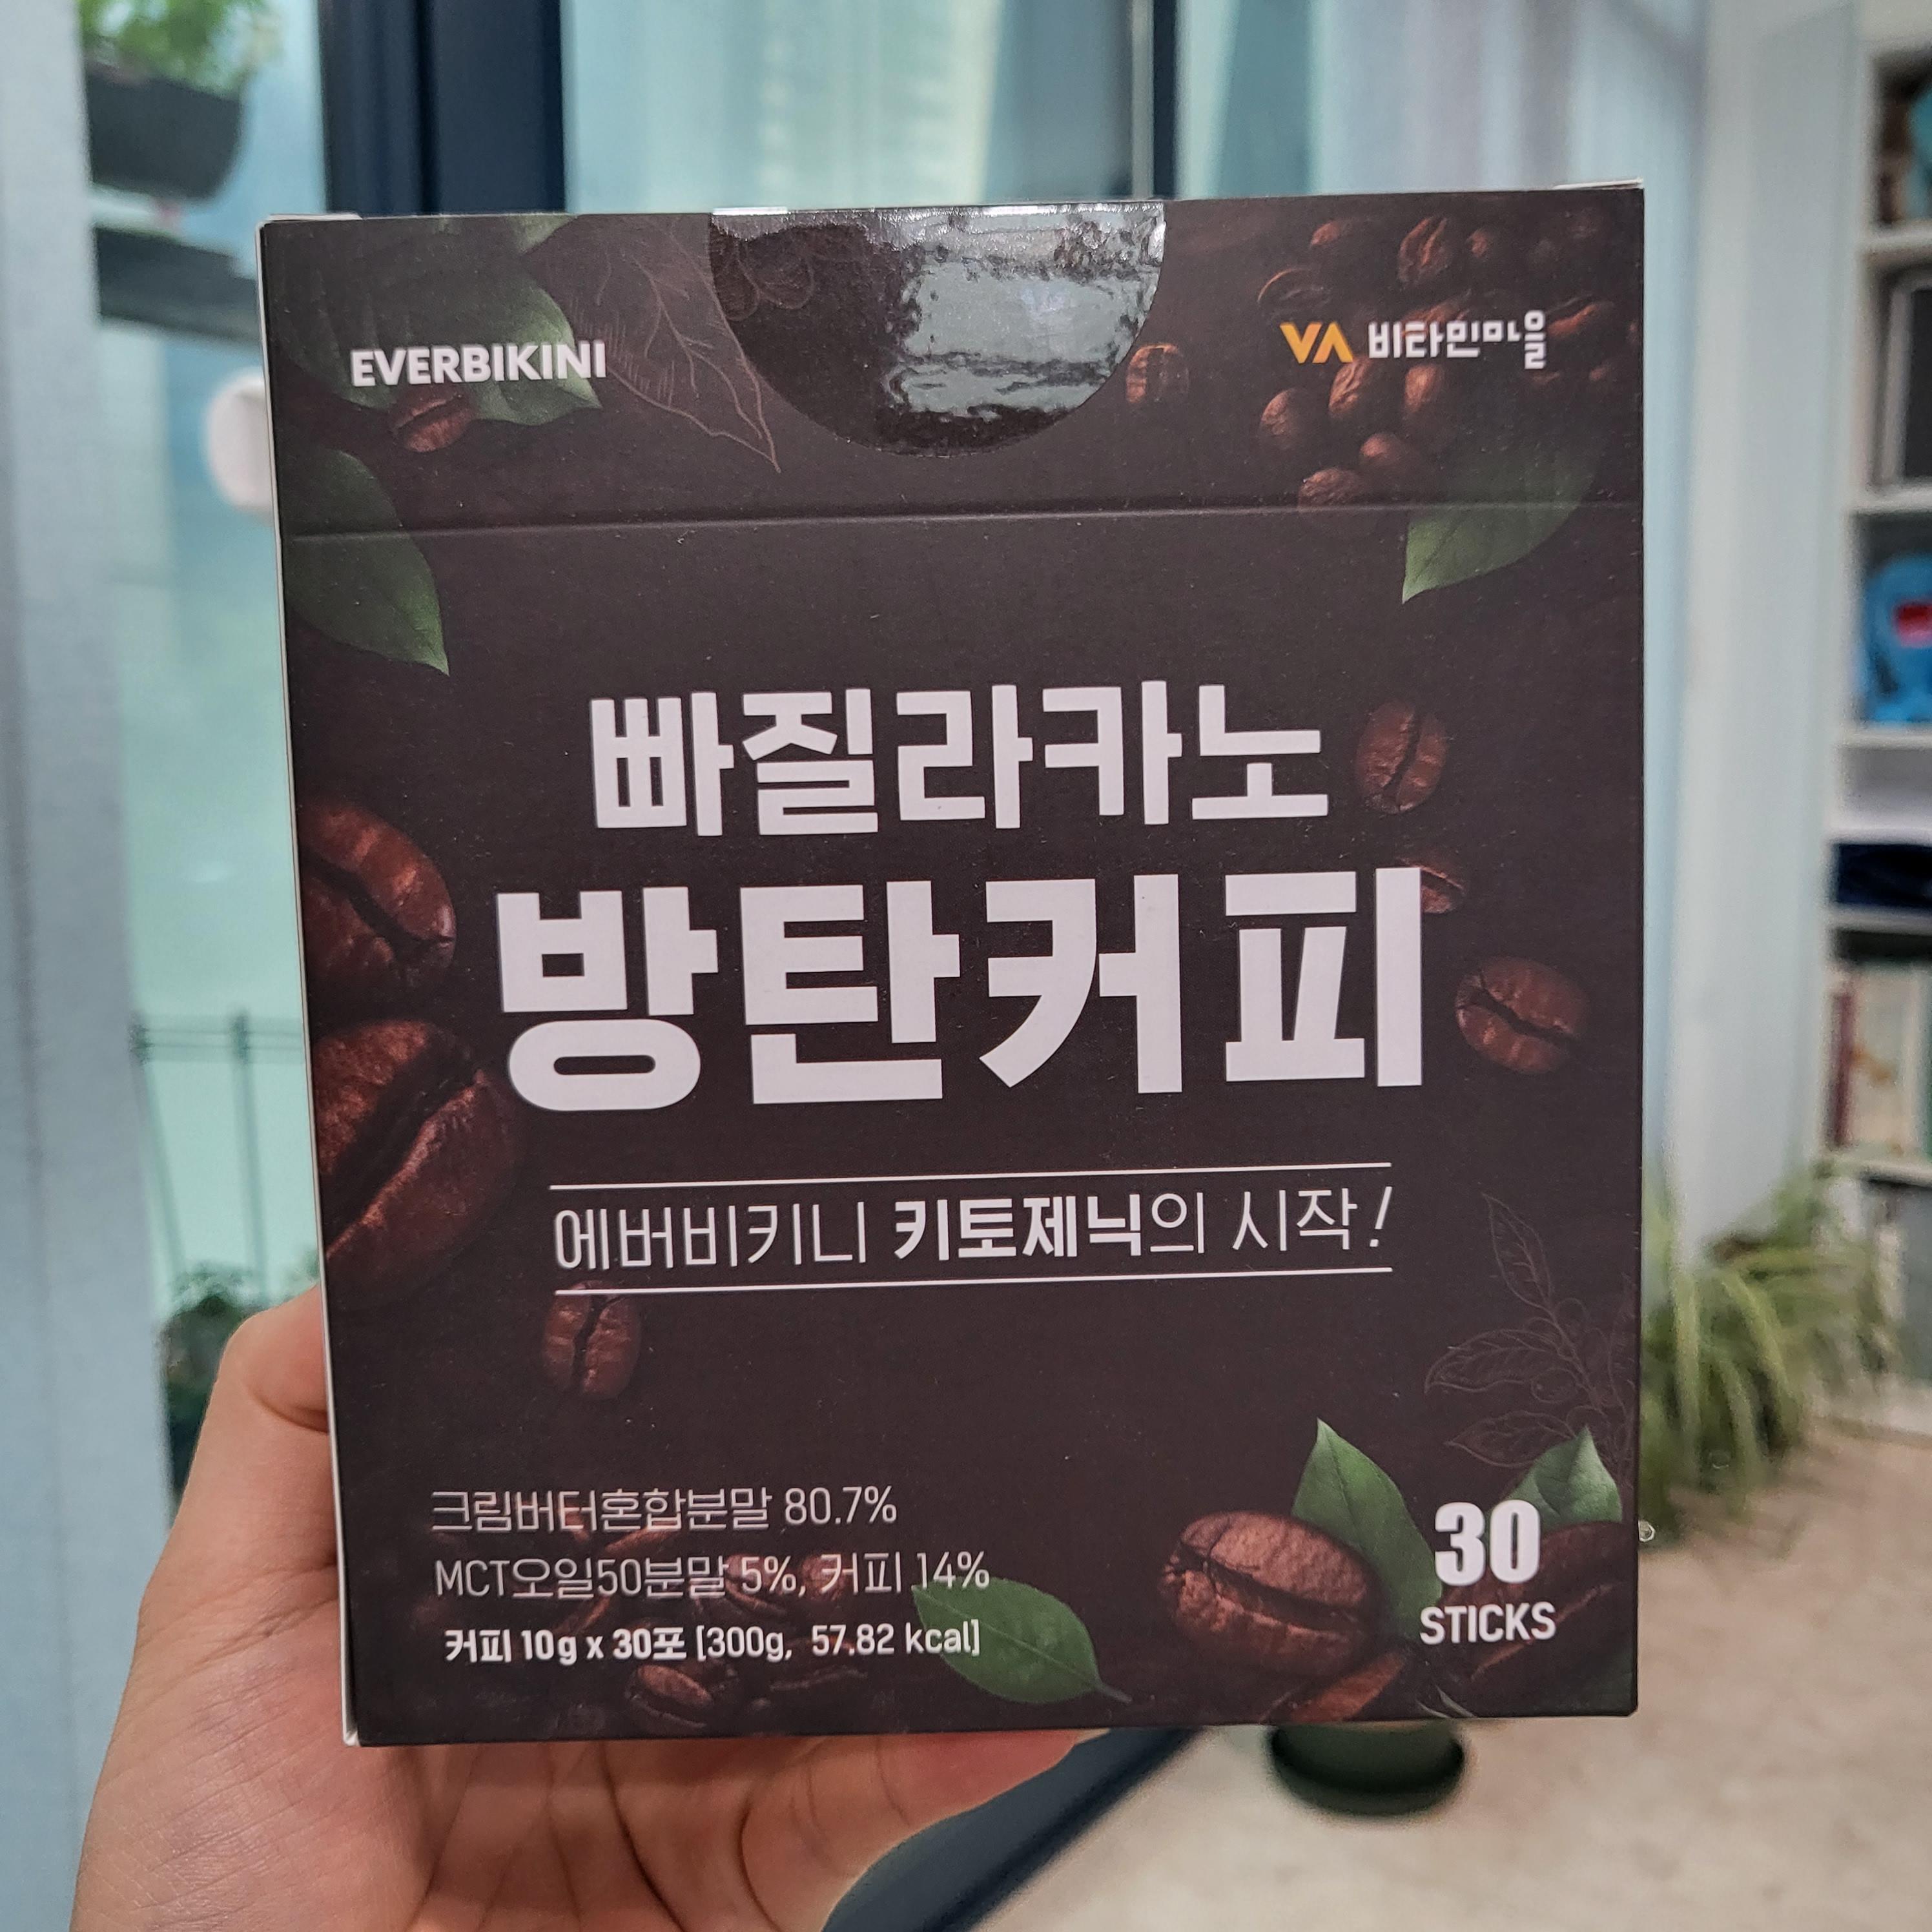 EVERBIKINI
VA 비타민마을
빠질라카노
방탄커피
에버비키니 키토제닉의 시작!
크림버터혼합분말 80.7%
MCT오일50분말 5%, 커피 14%
커피 10g x 30포 [300g, 57.82 kcal]
30
STICKS